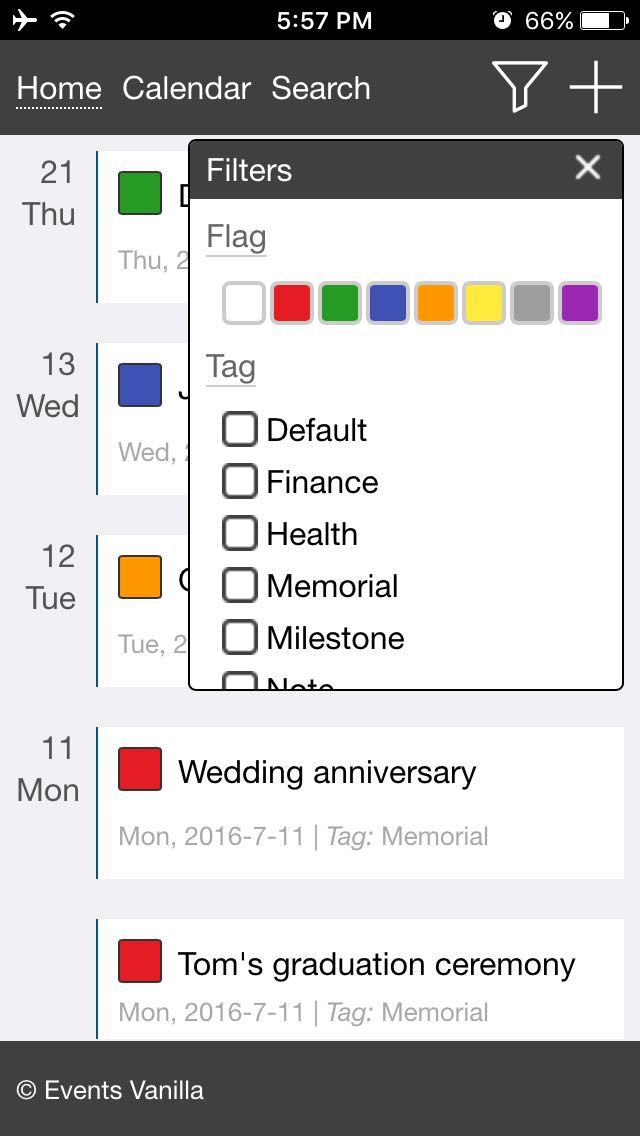 5:57 PM 66%
Home Calendar Search
Filters
Flag
Tag
Default
Finance
Health
Memorial
Milestone
Note
21
Thu
Thu, 2
13
Wed
Wed,
12
Tue
Tue, 2
11
Mon
Wedding anniversary
Mon, 2016-7-11 | Tag: Memorial
Tom's graduation ceremony
Mon, 2016-7-11 | Tag: Memorial
© Events Vanilla